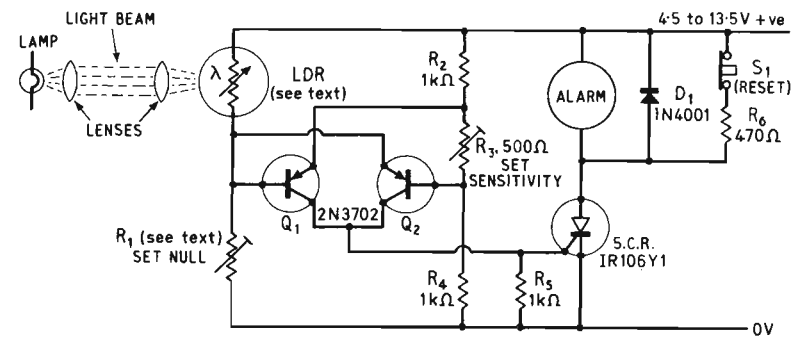 LIGHT BEAM
LAMP
LENSES
λ
LDR
(see text)
R2
1kΩ
4·5 to 13·5V +ve
ALARM
D1
1N4001
S1
(RESET)
R6
470Ω
R3. 500Ω
SET
SENSITIVITY
Q1
2N3702
Q2
R1 (see text)
SET NULL
R4
1kΩ
R5
1kΩ
S.C.R.
IR106Y1
0V